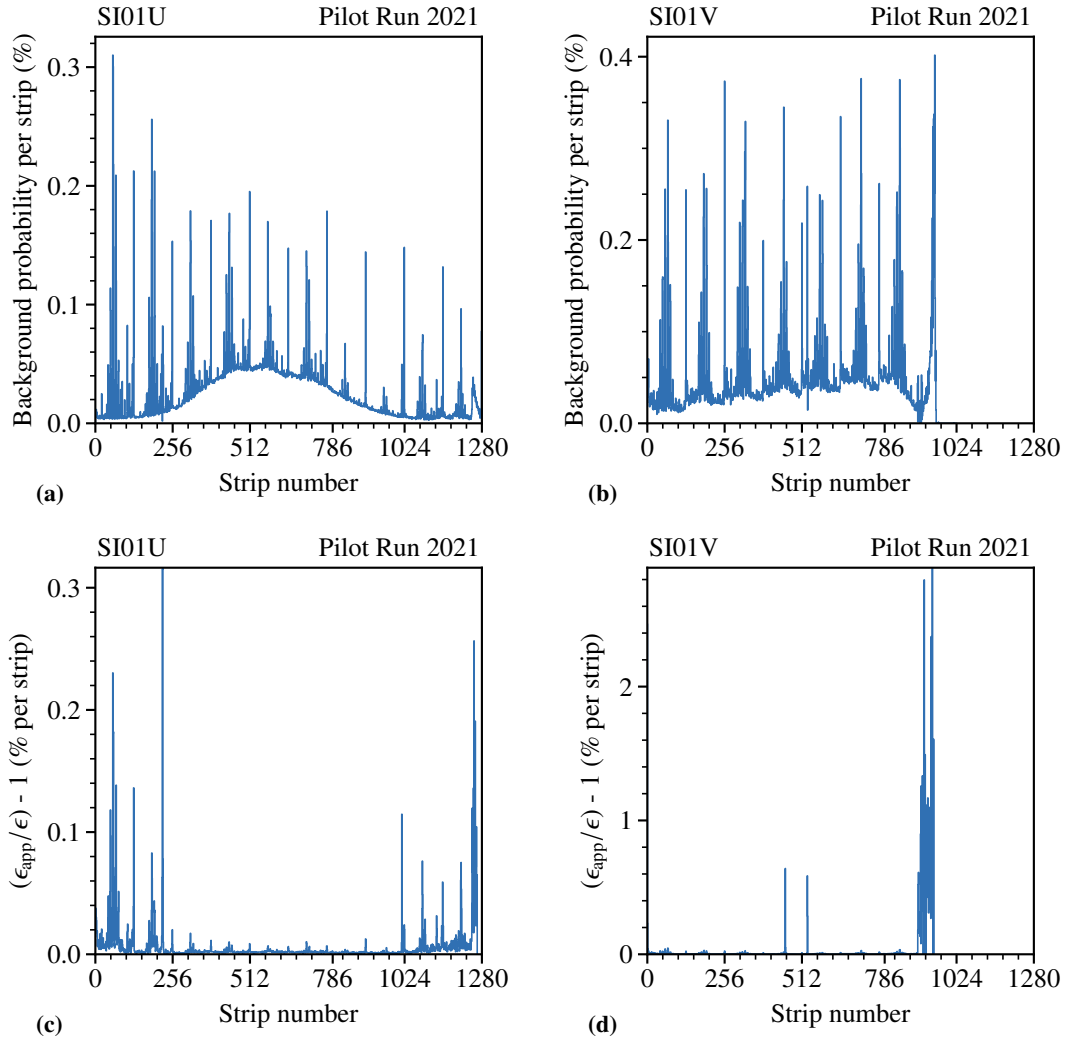 SI01U Pilot Run 2021
Background probability per strip (%)
0.3
0.2
0.1
0.0
0 256 512 786 1024 1280
Strip number
(a)
SI01V Pilot Run 2021
Background probability per strip (%)
0.4
0.2
0.0
0 256 512 786 1024 1280
Strip number
(b)
SI01U Pilot Run 2021
(ϵapp/ϵ) - 1 (% per strip)
0.3
0.2
0.1
0.0
0 256 512 786 1024 1280
Strip number
(c)
SI01V Pilot Run 2021
(ϵapp/ϵ) - 1 (% per strip)
2
1
0
0 256 512 786 1024 1280
Strip number
(d)